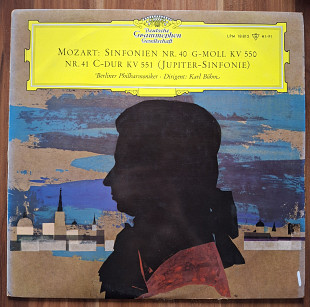 Deutsche
Grammophon
Gesellschaft
MOZART: SINFONIEN NR. 40 G-MOLL KV 550
NR. 41 C-DUR KV 551 (JUPITER-SINFONIE)
Berliner Philharmoniker · Dirigent: Karl Böhm